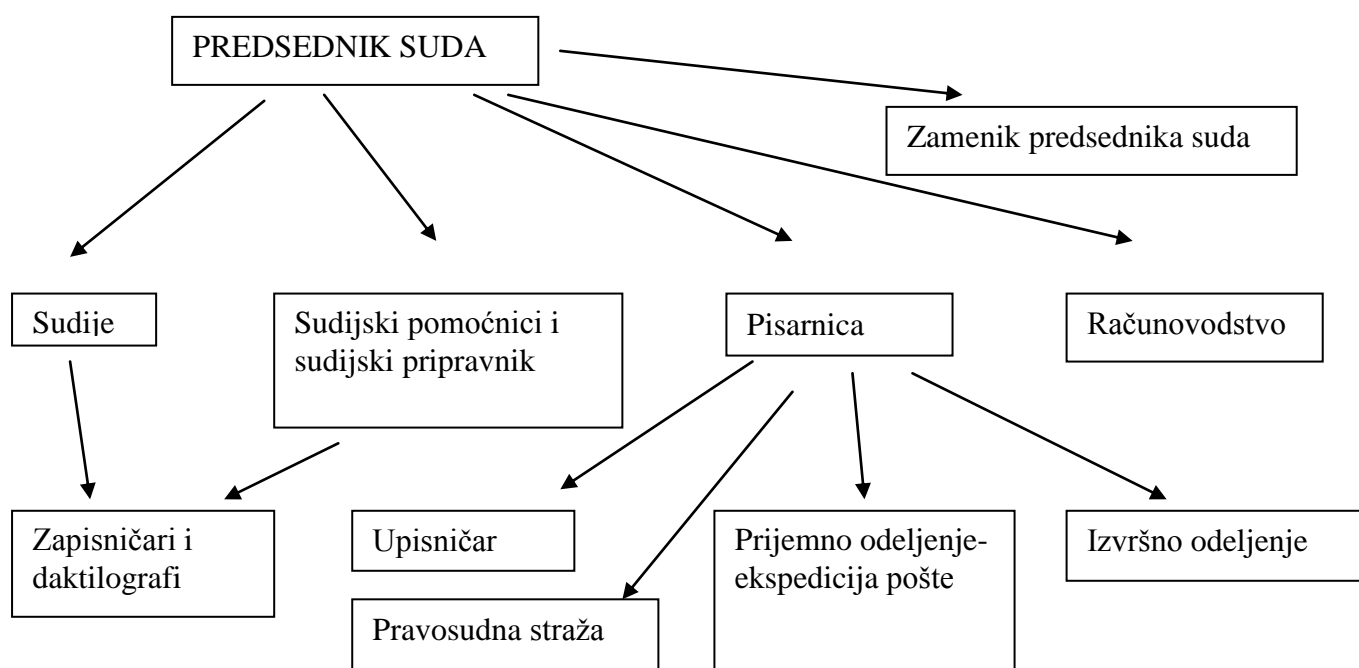 PREDSEDNIK SUDA
Zamenik predsednika suda
Sudije
Sudijski pomoćnici i
sudijski pripravnik
Pisarnica
Računovodstvo
Zapisničari i
daktilografi
Upisničar
Prijemno odeljenje-
ekspedicija pošte
Izvršno odeljenje
Pravosudna straža